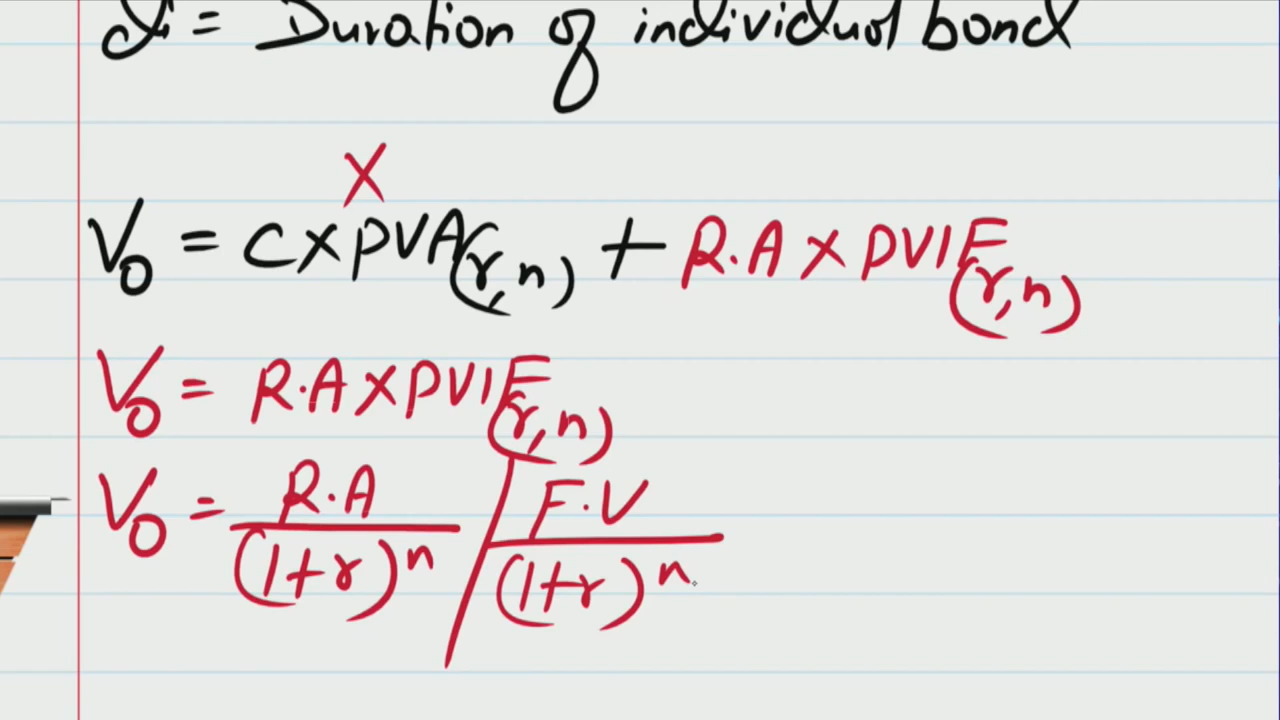 di = Duration of individual bond
X
V₀ = C × PVA(r,n) + R.A × PVIF(r,n)
V₀ = R.A × PVIF(r,n)
V₀ = R.A / (1+r)ⁿ / F.V / (1+r)ⁿ